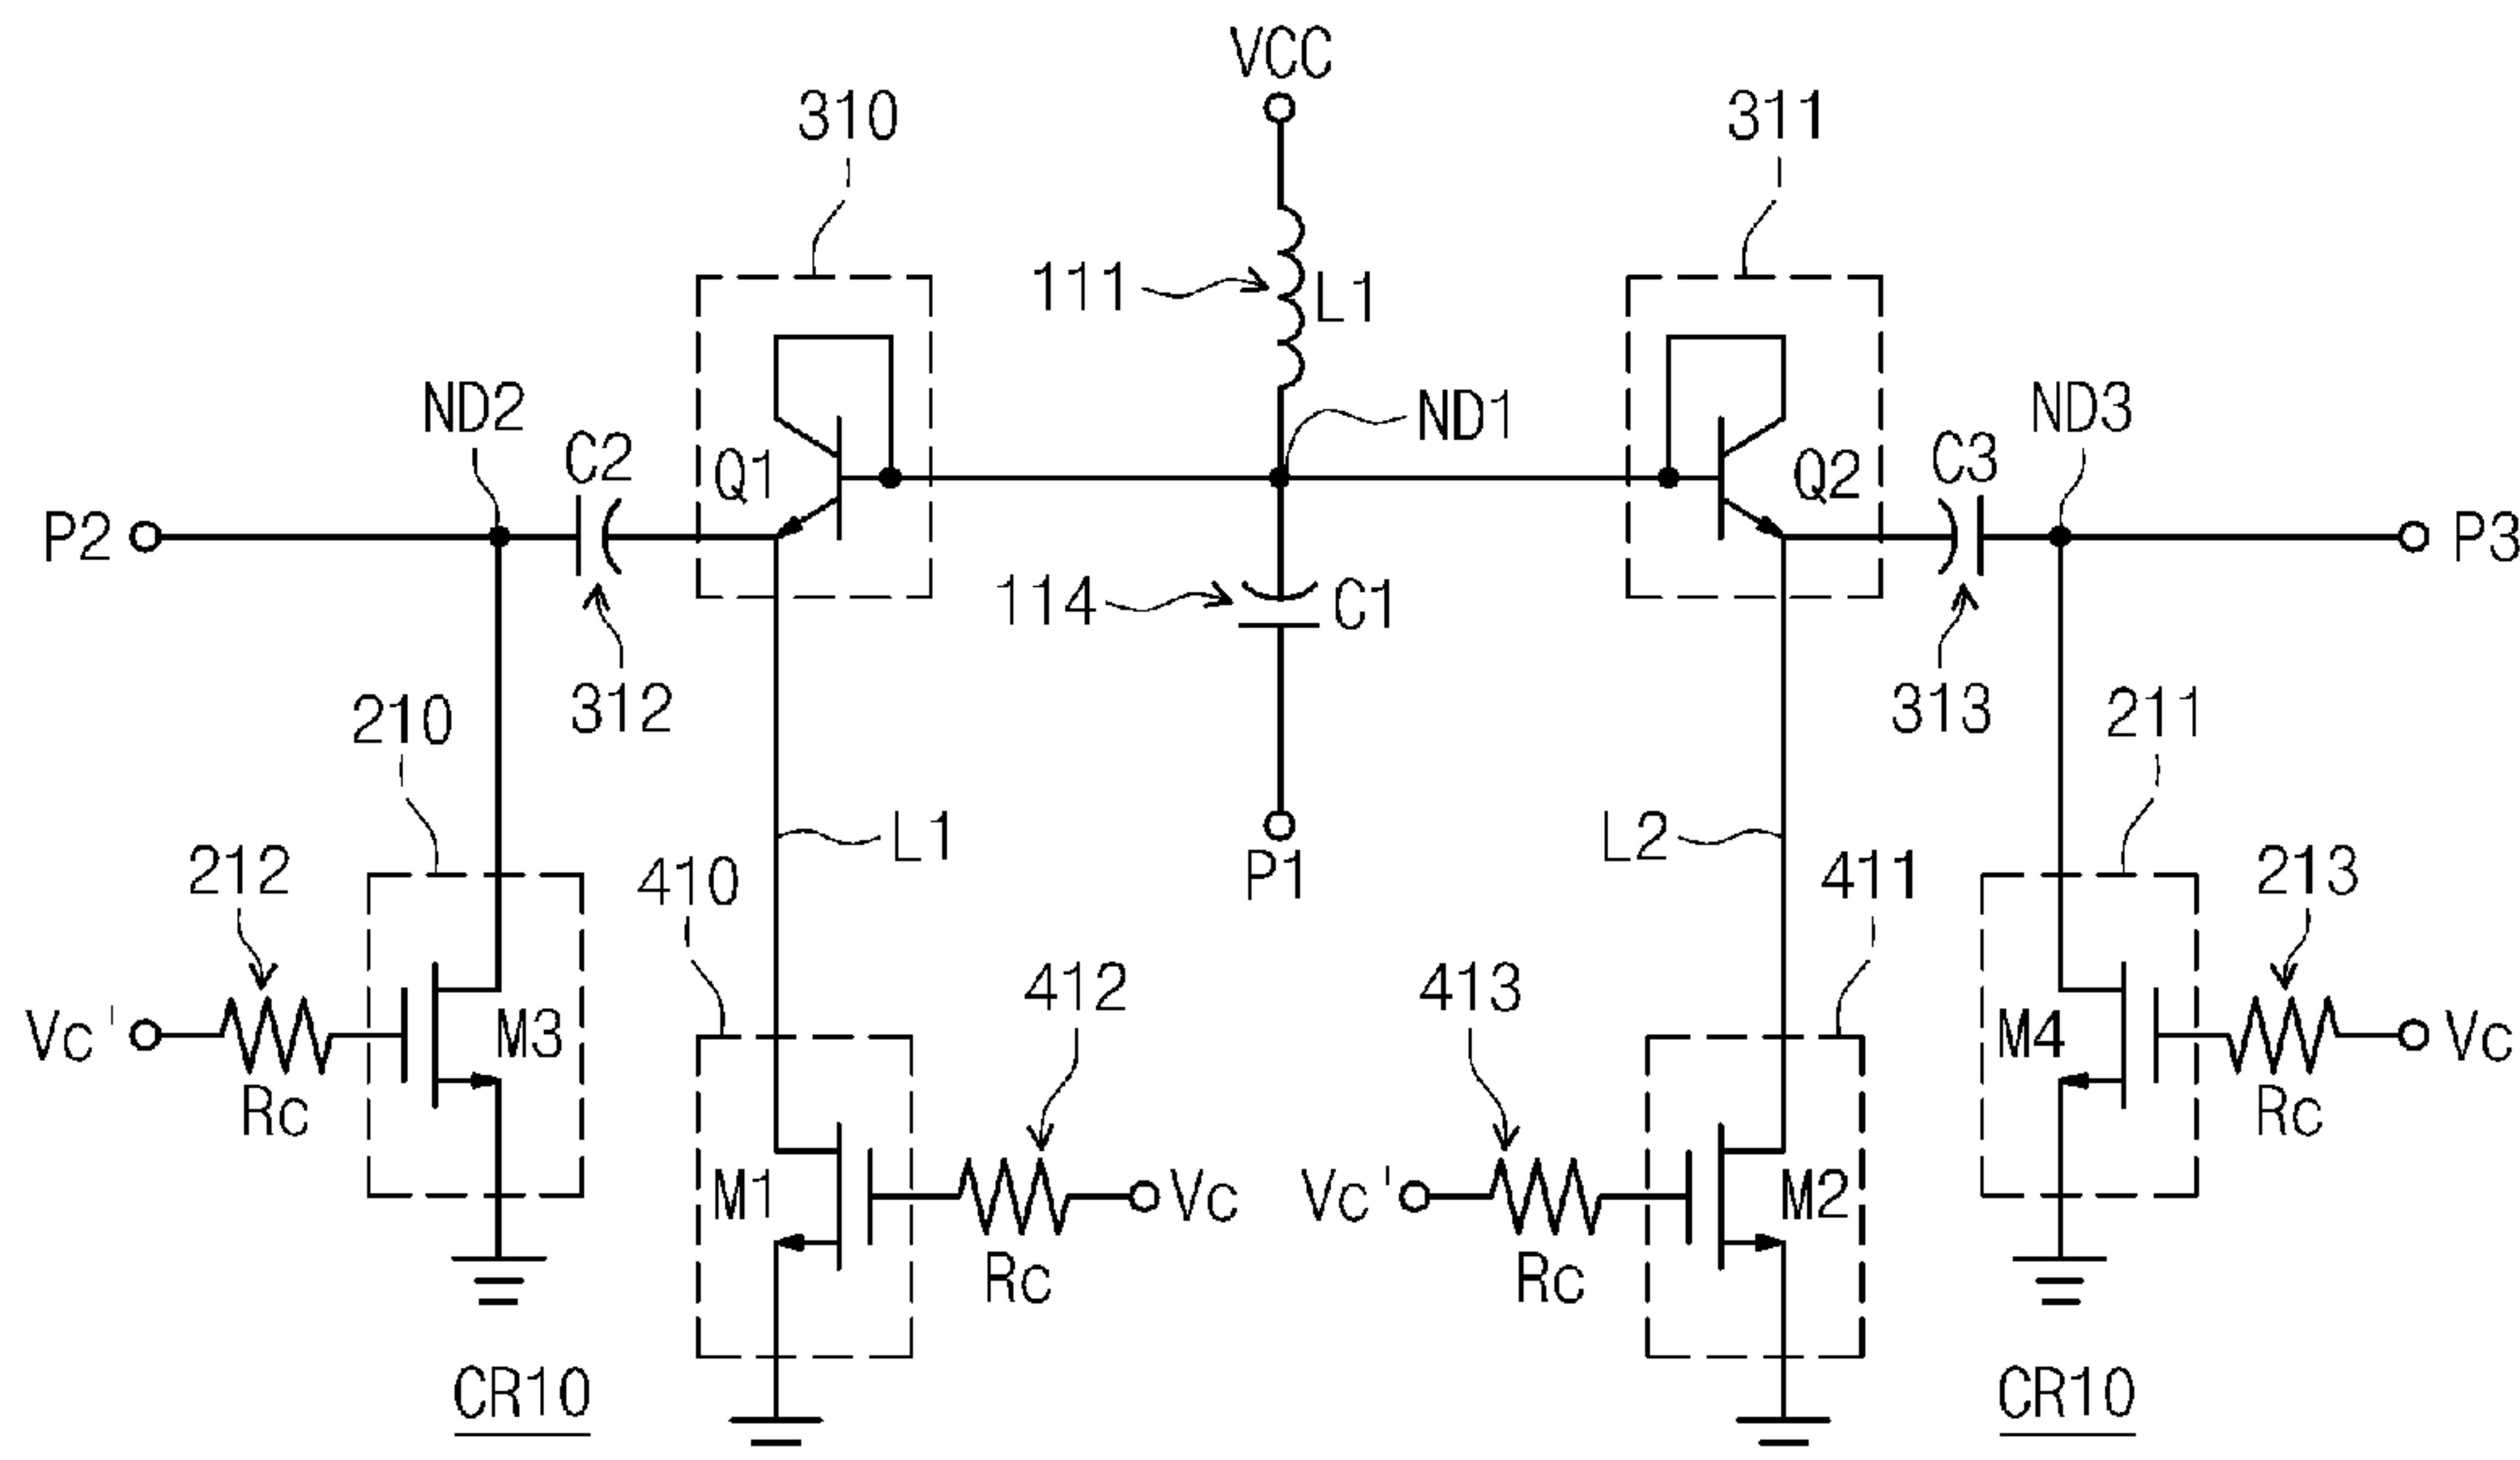 VCC
310
311
111
L1
ND2
C2
Q1
ND1
Q2
C3
ND3
P2
P3
114
C1
312
313
210
211
L1
L2
P1
212
410
411
213
412
413
Vc'
M3
M4
Vc
Rc
Rc
M1
Vc
Vc'
M2
Rc
Rc
CR10
CR10